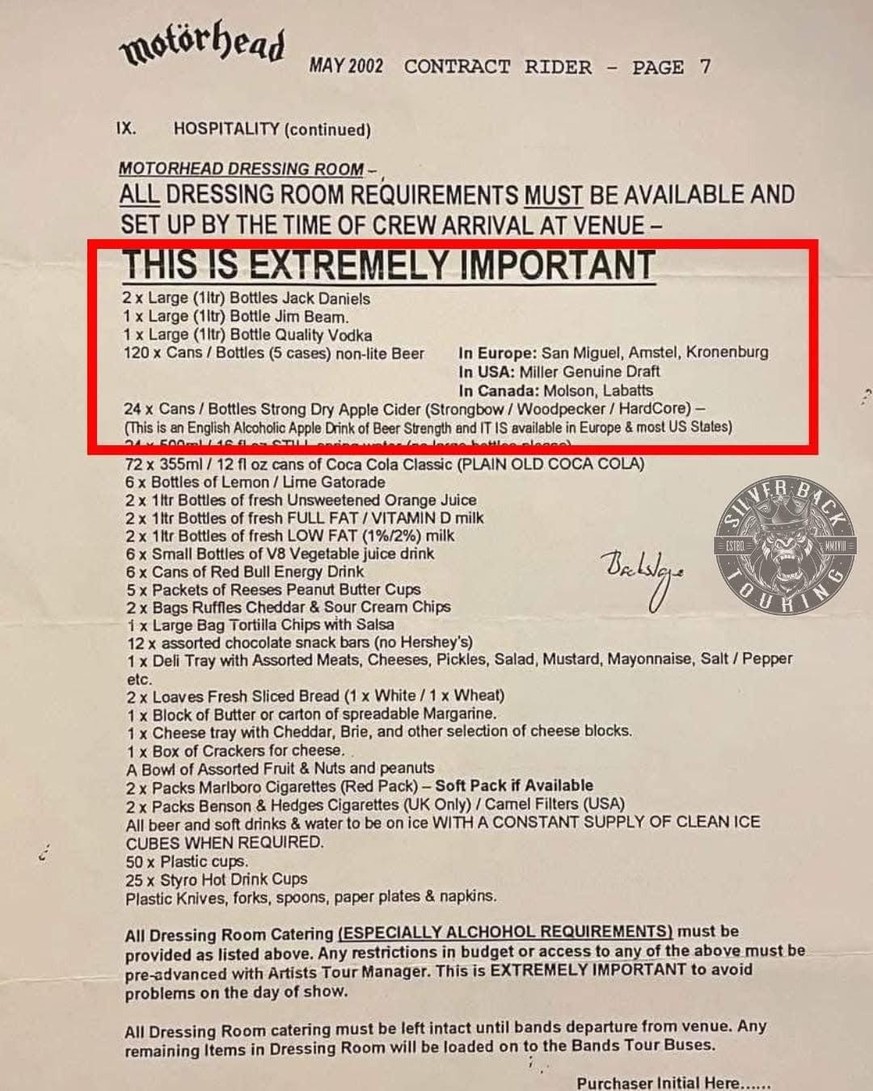 motörhead
MAY 2002 CONTRACT RIDER - PAGE 7
IX. HOSPITALITY (continued)
MOTORHEAD DRESSING ROOM –
ALL DRESSING ROOM REQUIREMENTS MUST BE AVAILABLE AND
SET UP BY THE TIME OF CREW ARRIVAL AT VENUE –
THIS IS EXTREMELY IMPORTANT
2 x Large (1ltr) Bottles Jack Daniels
1 x Large (1ltr) Bottle Jim Beam.
1 x Large (1ltr) Bottle Quality Vodka
120 x Cans / Bottles (5 cases) non-lite Beer In Europe: San Miguel, Amstel, Kronenburg
In USA: Miller Genuine Draft
In Canada: Molson, Labatts
24 x Cans / Bottles Strong Dry Apple Cider (Strongbow / Woodpecker / HardCore) –
(This is an English Alcoholic Apple Drink of Beer Strength and IT IS available in Europe & most US States)
24 x 500ml / 16 fl oz STILL spring water (no large bottles please)
72 x 355ml / 12 fl oz cans of Coca Cola Classic (PLAIN OLD COCA COLA)
6 x Bottles of Lemon / Lime Gatorade
2 x 1ltr Bottles of fresh Unsweetened Orange Juice
2 x 1ltr Bottles of fresh FULL FAT / VITAMIN D milk
2 x 1ltr Bottles of fresh LOW FAT (1%/2%) milk
6 x Small Bottles of V8 Vegetable juice drink
6 x Cans of Red Bull Energy Drink
5 x Packets of Reeses Peanut Butter Cups
2 x Bags Ruffles Cheddar & Sour Cream Chips
1 x Large Bag Tortilla Chips with Salsa
12 x assorted chocolate snack bars (no Hershey's)
1 x Deli Tray with Assorted Meats, Cheeses, Pickles, Salad, Mustard, Mayonnaise, Salt / Pepper
etc.
2 x Loaves Fresh Sliced Bread (1 x White / 1 x Wheat)
1 x Block of Butter or carton of spreadable Margarine.
1 x Cheese tray with Cheddar, Brie, and other selection of cheese blocks.
1 x Box of Crackers for cheese.
A Bowl of Assorted Fruit & Nuts and peanuts
2 x Packs Marlboro Cigarettes (Red Pack) – Soft Pack if Available
2 x Packs Benson & Hedges Cigarettes (UK Only) / Camel Filters (USA)
All beer and soft drinks & water to be on ice WITH A CONSTANT SUPPLY OF CLEAN ICE
CUBES WHEN REQUIRED.
50 x Plastic cups.
25 x Styro Hot Drink Cups
Plastic Knives, forks, spoons, paper plates & napkins.
Backstage
SILVER BACK
ESTBD. MMXVIII
TOURING
All Dressing Room Catering (ESPECIALLY ALCHOHOL REQUIREMENTS) must be
provided as listed above. Any restrictions in budget or access to any of the above must be
pre-advanced with Artists Tour Manager. This is EXTREMELY IMPORTANT to avoid
problems on the day of show.
All Dressing Room catering must be left intact until bands departure from venue. Any
remaining Items in Dressing Room will be loaded on to the Bands Tour Buses.
Purchaser Initial Here......